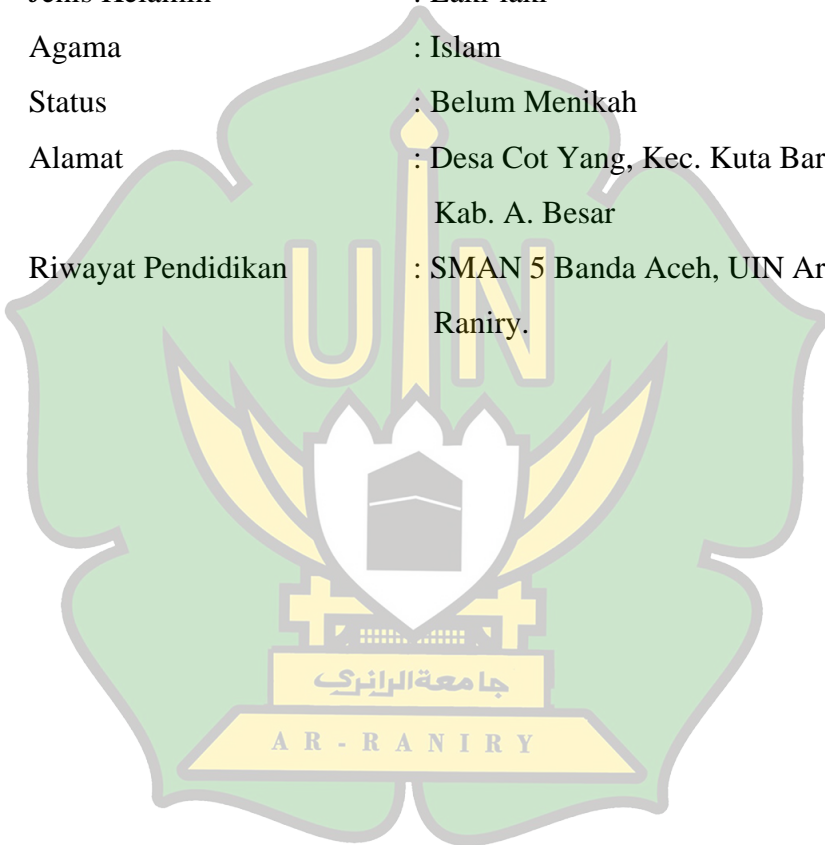 Agama : Islam
Status : Belum Menikah
Alamat : Desa Cot Yang, Kec. Kuta Bar
Kab. A. Besar
Riwayat Pendidikan : SMAN 5 Banda Aceh, UIN Ar
Raniry.
UIN
جامعة الرانري
AR-RANIRY